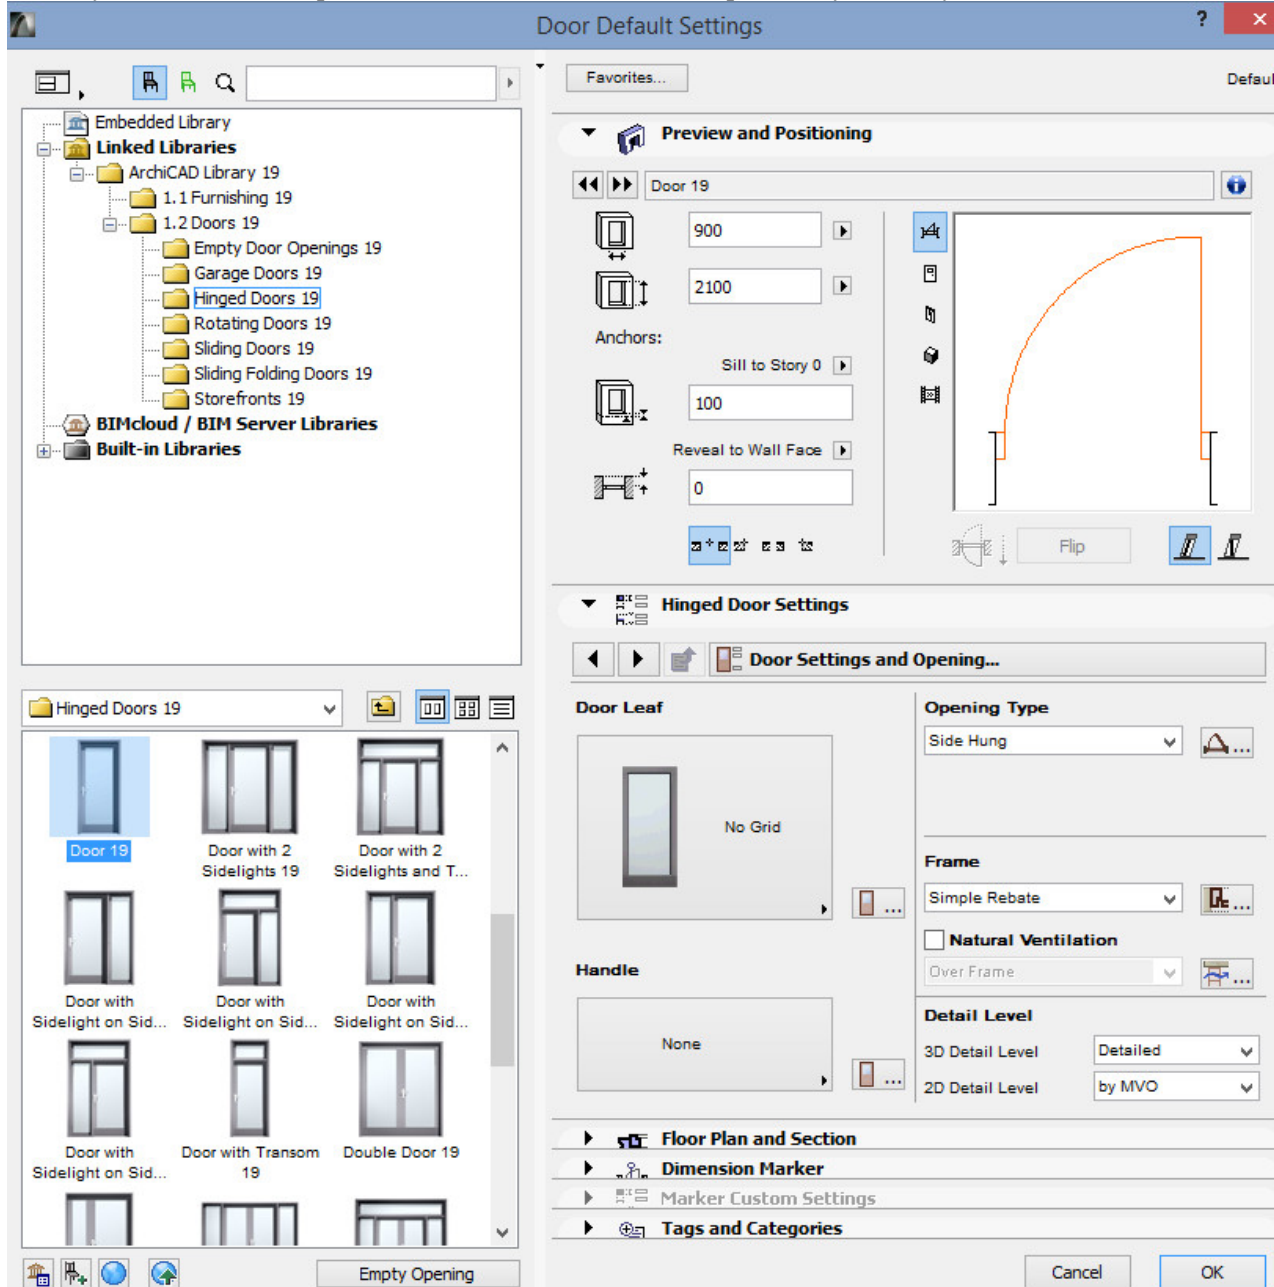 Door Default Settings
?
Favorites...
Defaul
Embedded Library
Linked Libraries
ArchiCAD Library 19
1.1 Furnishing 19
1.2 Doors 19
Empty Door Openings 19
Garage Doors 19
Hinged Doors 19
Rotating Doors 19
Sliding Doors 19
Sliding Folding Doors 19
Storefronts 19
BIMcloud / BIM Server Libraries
Built-in Libraries
Preview and Positioning
Door 19
900
2100
Anchors:
Sill to Story 0
100
Reveal to Wall Face
0
Flip
Hinged Door Settings
Door Settings and Opening...
Hinged Doors 19
Door 19
Door with 2
Sidelights 19
Door with 2
Sidelights and T...
Door with
Sidelight on Sid...
Door with
Sidelight on Sid...
Door with
Sidelight on Sid...
Door with
Sidelight on Sid...
Door with Transom
19
Double Door 19
Empty Opening
Door Leaf
No Grid
...
Handle
None
...
Opening Type
Side Hung
...
Frame
Simple Rebate
...
Natural Ventilation
Over Frame
...
Detail Level
3D Detail Level
Detailed
2D Detail Level
by MVO
Floor Plan and Section
Dimension Marker
Marker Custom Settings
Tags and Categories
Cancel
OK